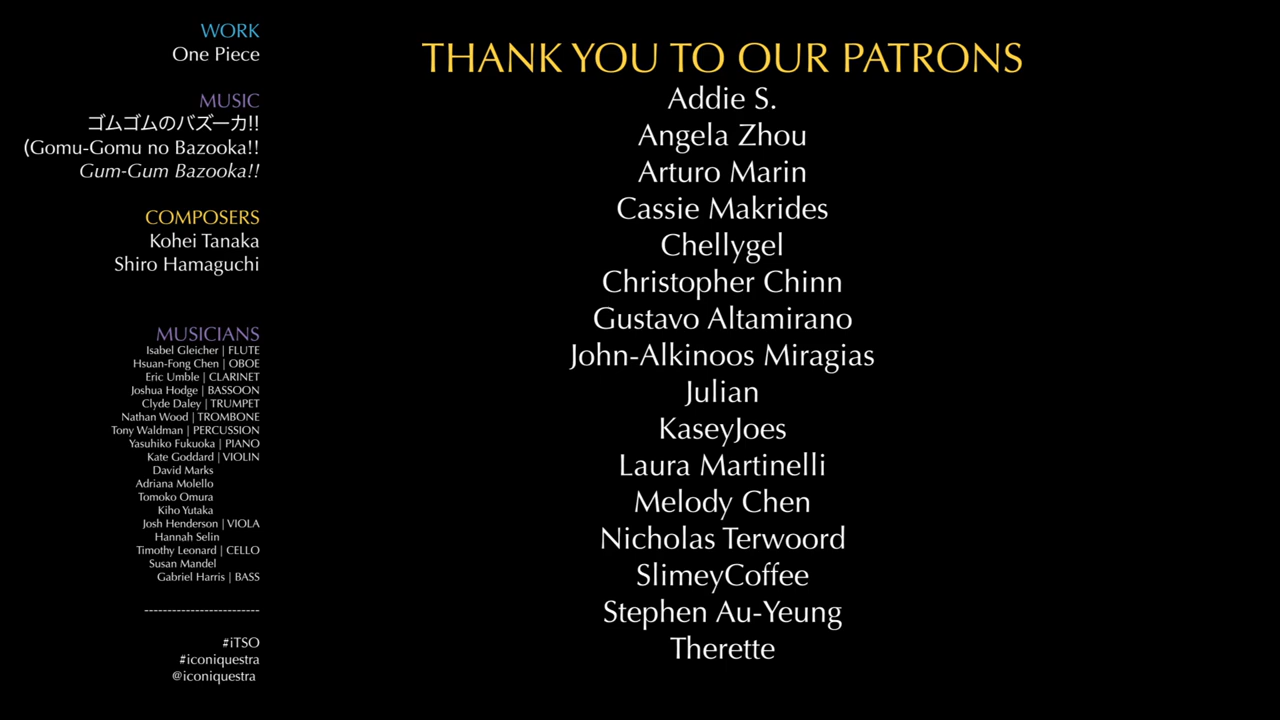 WORK
One Piece
MUSIC
ゴムゴムのバズーカ!!
(Gomu-Gomu no Bazooka!!
Gum-Gum Bazooka!!
COMPOSERS
Kohei Tanaka
Shiro Hamaguchi
MUSICIANS
Isabel Gleicher | FLUTE
Hsuan-Fong Chen | OBOE
Eric Umble | CLARINET
Joshua Hodge | BASSOON
Clyde Daley | TRUMPET
Nathan Wood | TROMBONE
Tony Waldman | PERCUSSION
Yasuhiko Fukuoka | PIANO
Kate Goddard | VIOLIN
David Marks
Adriana Molello
Tomoko Omura
Kiho Yutaka
Josh Henderson | VIOLA
Hannah Selin
Timothy Leonard | CELLO
Susan Mandel
Gabriel Harris | BASS
-------------------------
#iTSO
#iconiquestra
@iconiquestra
THANK YOU TO OUR PATRONS
Addie S.
Angela Zhou
Arturo Marin
Cassie Makrides
Chellygel
Christopher Chinn
Gustavo Altamirano
John-Alkinoos Miragias
Julian
KaseyJoes
Laura Martinelli
Melody Chen
Nicholas Terwoord
SlimeyCoffee
Stephen Au-Yeung
Therette